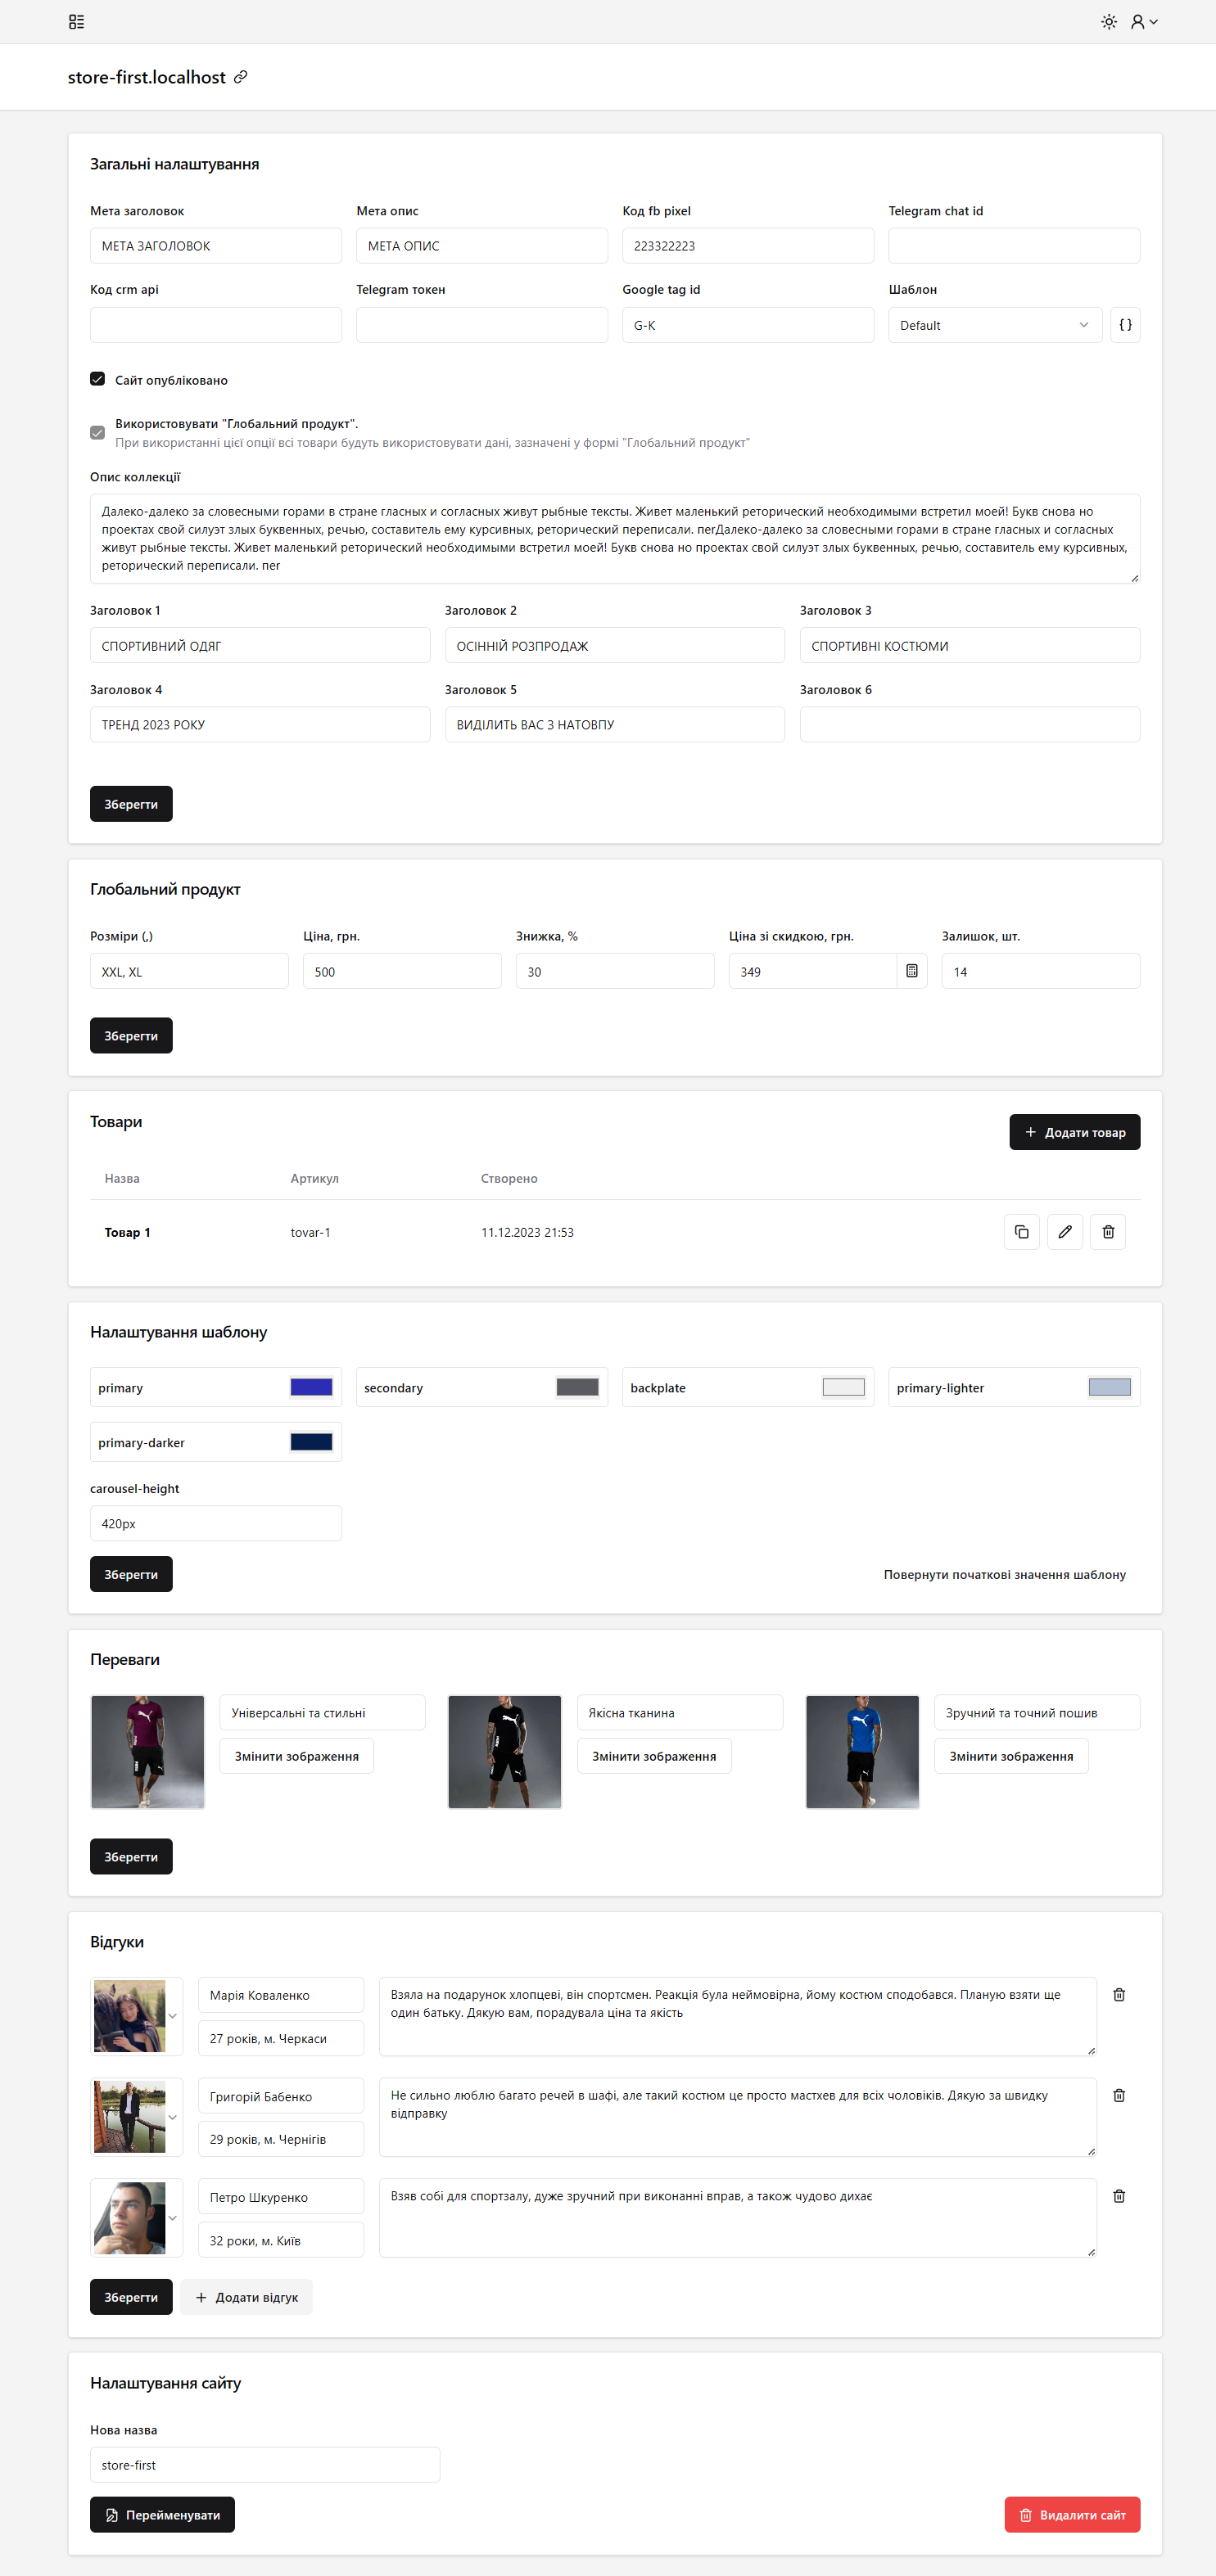 store-first.localhost
Загальні налаштування
Мета заголовок
Мета опис
Код fb pixel
Telegram chat id
МЕТА ЗАГОЛОВОК
МЕТА ОПИС
223322223
Код crm api
Telegram токен
Google tag id
Шаблон
G-K
Default
{ }
Сайт опубліковано
Використовувати "Глобальний продукт".
При використанні цієї опції всі товари будуть використовувати дані, зазначені у формі "Глобальний продукт"
Опис коллекції
Далеко-далеко за словесными горами в стране гласных и согласных живут рыбные тексты. Живет маленький реторический необходимыми встретил моей! Букв снова но
проектах свой силуэт злых буквенных, речью, составитель ему курсивных, реторический переписали. nerДалеко-далеко за словесными горами в стране гласных и согласных
живут рыбные тексты. Живет маленький реторический необходимыми встретил моей! Букв снова но проектах свой силуэт злых буквенных, речью, составитель ему курсивных,
реторический переписали. ner
Заголовок 1
Заголовок 2
Заголовок 3
СПОРТИВНИЙ ОДЯГ
ОСІННІЙ РОЗПРОДАЖ
СПОРТИВНІ КОСТЮМИ
Заголовок 4
Заголовок 5
Заголовок 6
ТРЕНД 2023 РОКУ
ВИДІЛИТЬ ВАС З НАТОВПУ
Зберегти
Глобальний продукт
Розміри (,)
Ціна, грн.
Знижка, %
Ціна зі скидкою, грн.
Залишок, шт.
XXL, XL
500
30
349
14
Зберегти
Товари
Додати товар
Назва
Артикул
Створено
Товар 1
tovar-1
11.12.2023 21:53
Налаштування шаблону
primary
secondary
backplate
primary-lighter
primary-darker
carousel-height
420px
Зберегти
Повернути початкові значення шаблону
Переваги
Універсальні та стильні
Якісна тканина
Зручний та точний пошив
Змінити зображення
Змінити зображення
Змінити зображення
Зберегти
Відгуки
Марія Коваленко
27 років, м. Черкаси
Взяла на подарунок хлопцеві, він спортсмен. Реакція була неймовірна, йому костюм сподобався. Планую взяти ще
один батьку. Дякую вам, порадувала ціна та якість
Григорій Бабенко
29 років, м. Чернігів
Не сильно люблю багато речей в шафі, але такий костюм це просто мастхев для всіх чоловіків. Дякую за швидку
відправку
Петро Шкуренко
32 роки, м. Київ
Взяв собі для спортзалу, дуже зручний при виконанні вправ, а також чудово дихає
Зберегти
Додати відгук
Налаштування сайту
Нова назва
store-first
Перейменувати
Видалити сайт